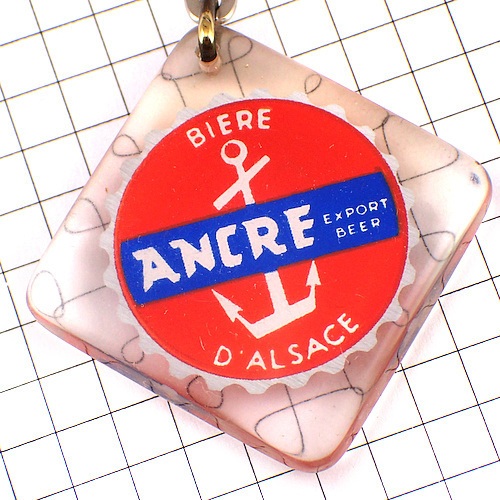 BIERE
ANCRE
EXPORT
BEER
D'ALSACE